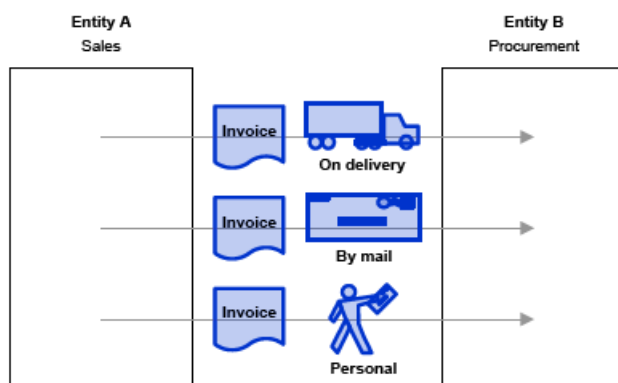 Entity A
Sales
Entity B
Procurement
Invoice
On delivery
Invoice
By mail
Invoice
Personal